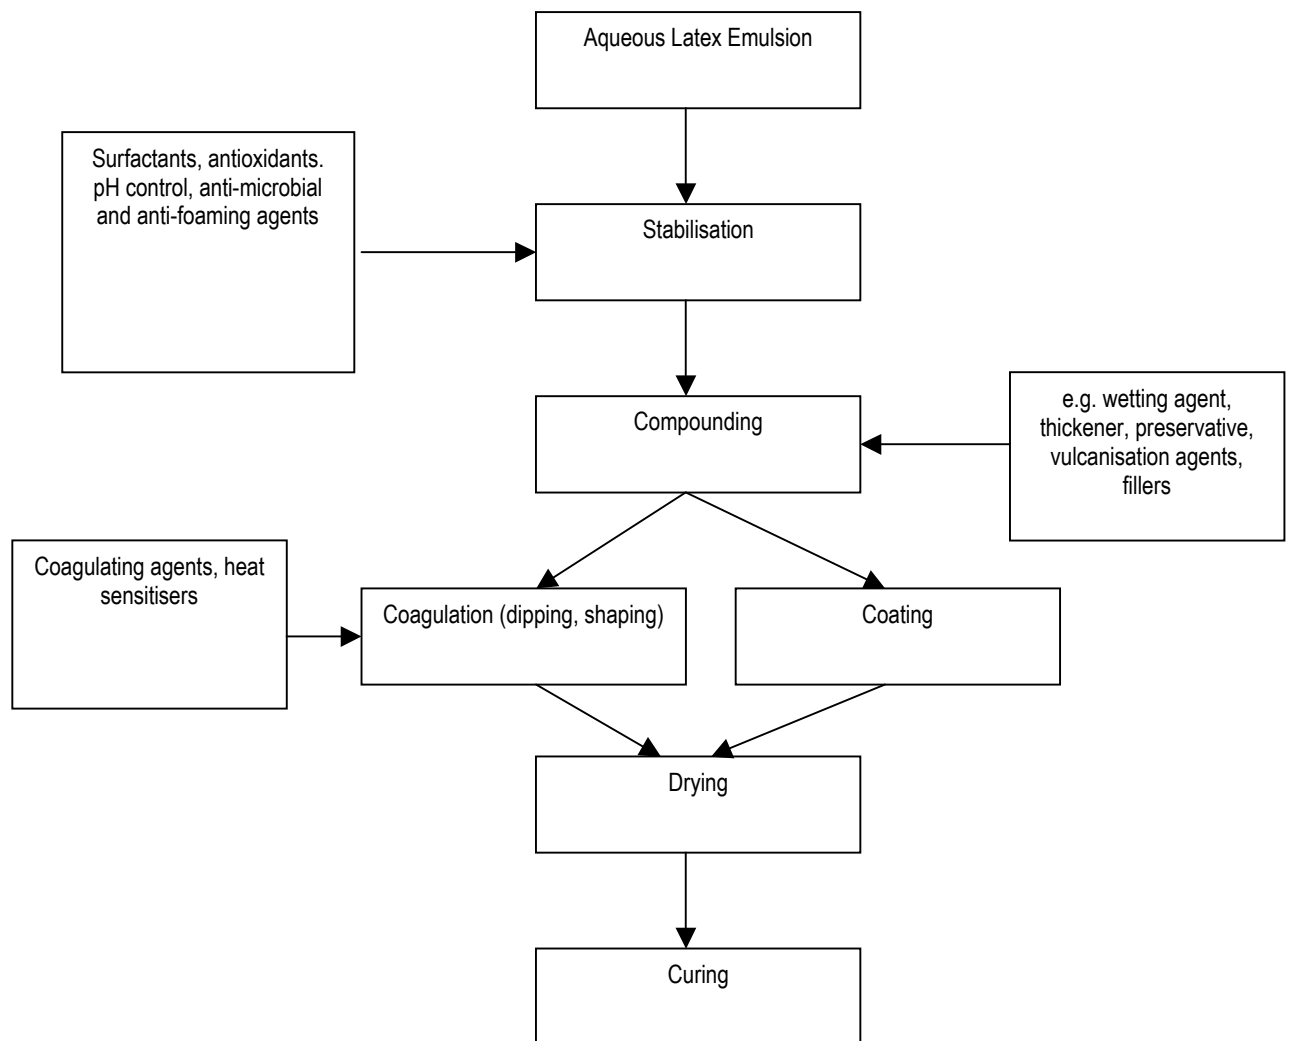 Aqueous Latex Emulsion
Surfactants, antioxidants.
pH control, anti-microbial
and anti-foaming agents
Stabilisation
Compounding
e.g. wetting agent,
thickener, preservative,
vulcanisation agents,
fillers
Coagulating agents, heat
sensitisers
Coagulation (dipping, shaping)
Coating
Drying
Curing